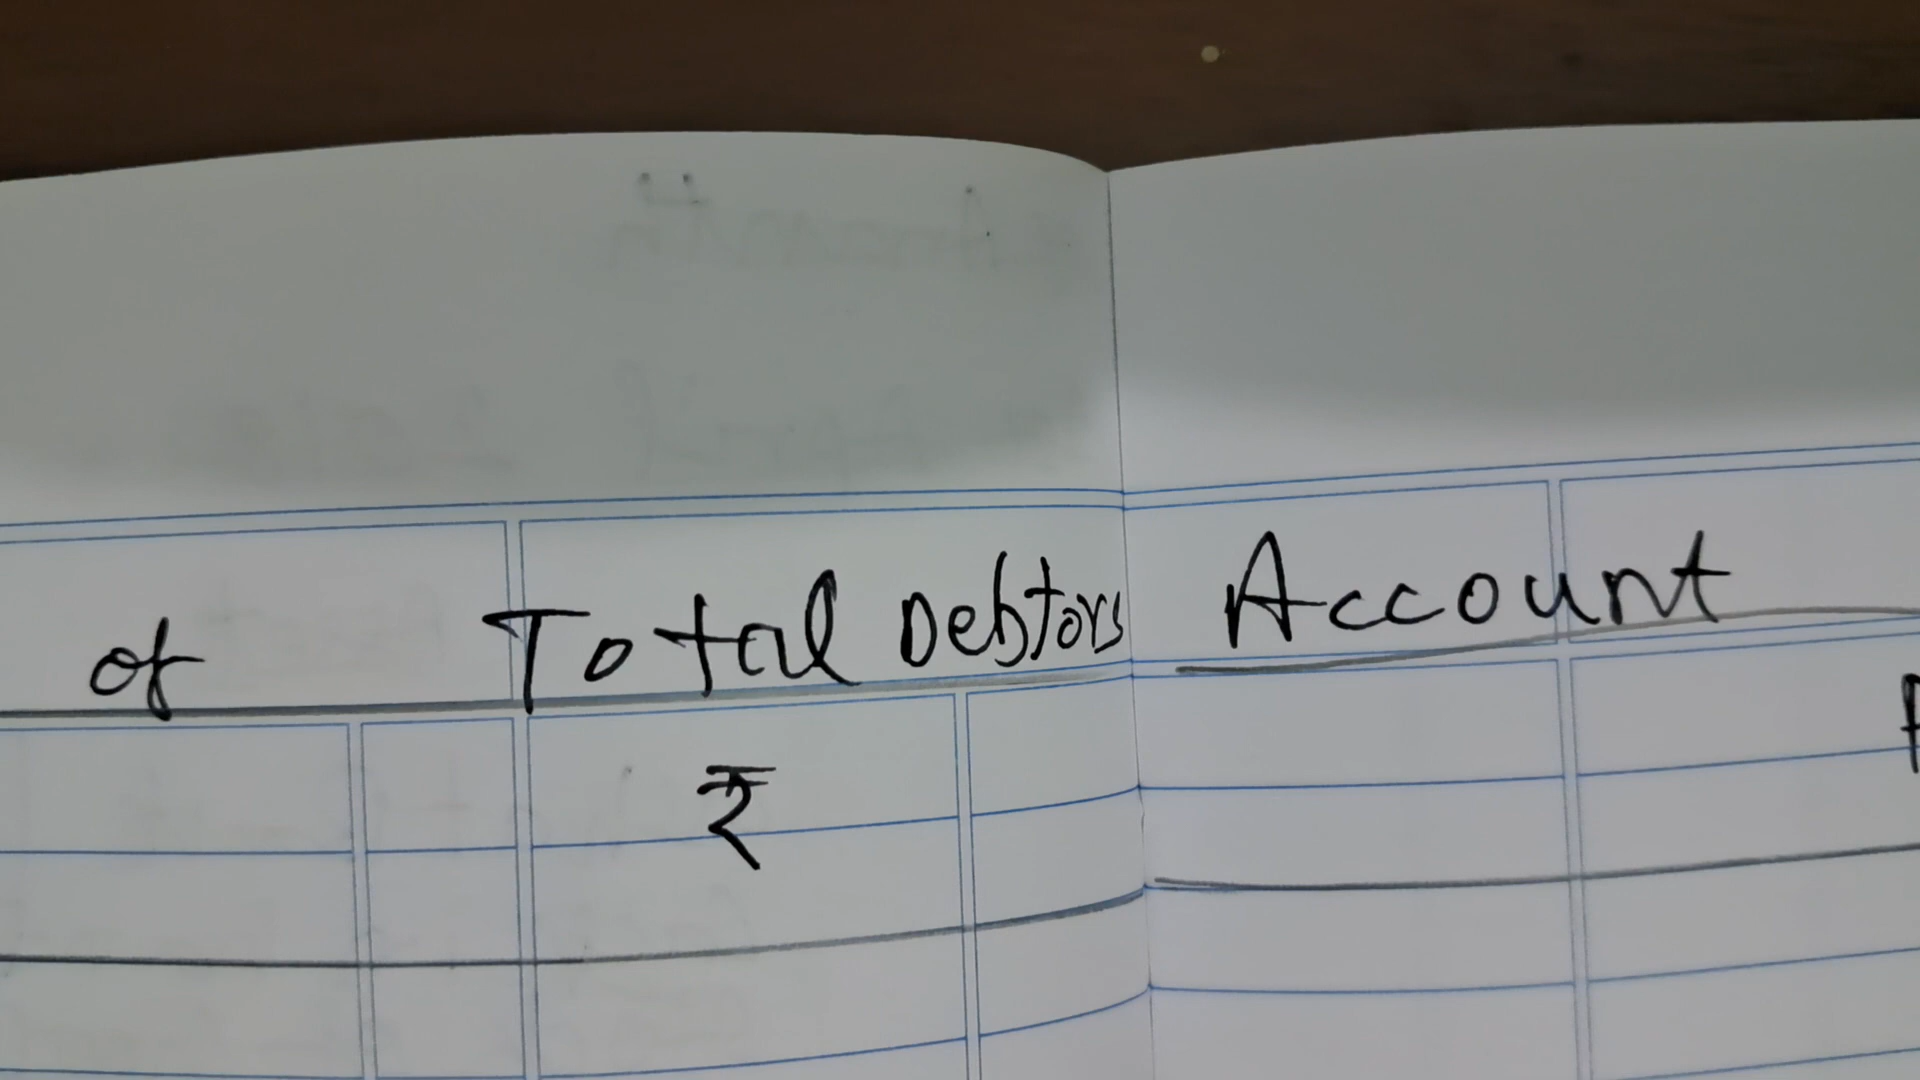 of Total Debtors Account
₹